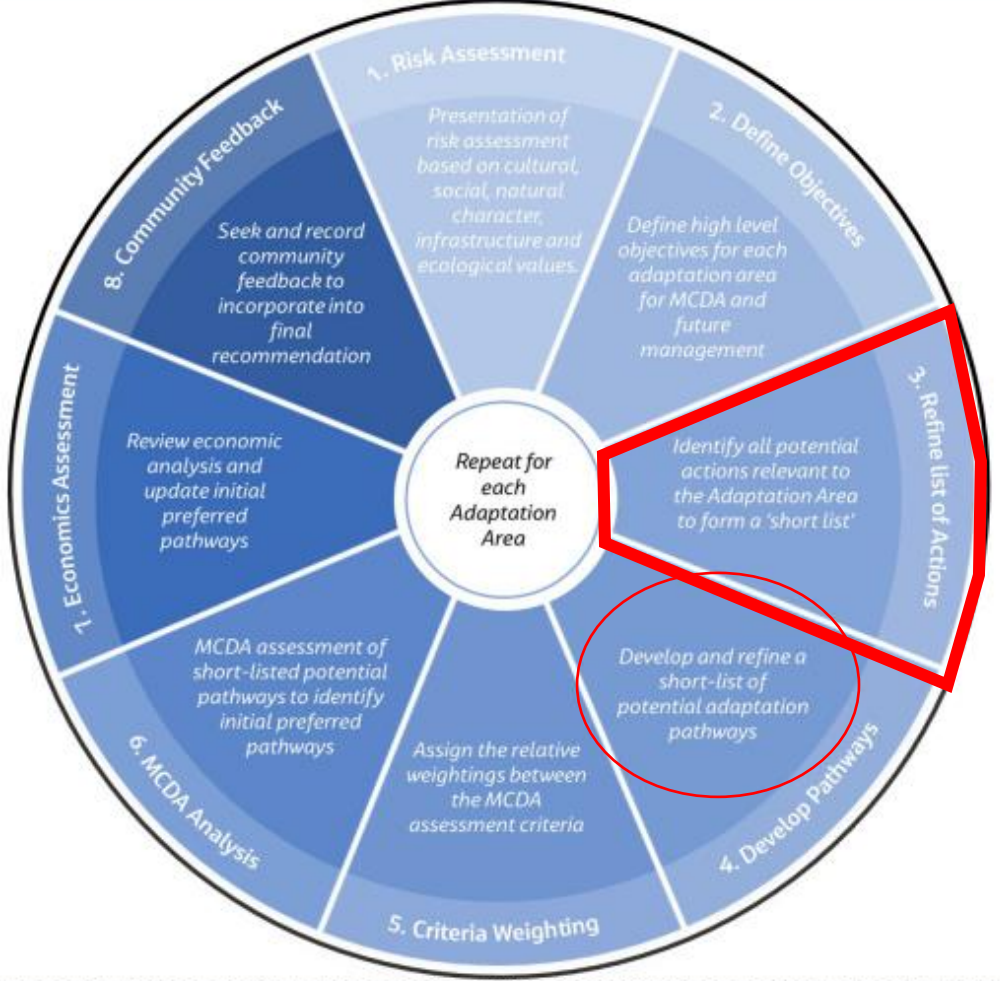 1. Risk Assessment
Presentation of
risk assessment
based on cultural,
social, natural
character,
infrastructure and
ecological values.
2. Define Objectives
Define high level
objectives for each
adaptation area
for MCDA and
future
management
3. Refine list of Actions
Identify all potential
actions relevant to
the Adaptation Area
to form a ‘short list’
4. Develop Pathways
Develop and refine a
short-list of
potential adaptation
pathways
5. Criteria Weighting
Assign the relative
weightings between
the MCDA
assessment criteria
6. MCDA Analysis
MCDA assessment of
short-listed potential
pathways to identify
initial preferred
pathways
7. Economics Assessment
Review economic
analysis and
update initial
preferred
pathways
8. Community Feedback
Seek and record
community
feedback to
incorporate into
final
recommendation
Repeat for
each
Adaptation
Area